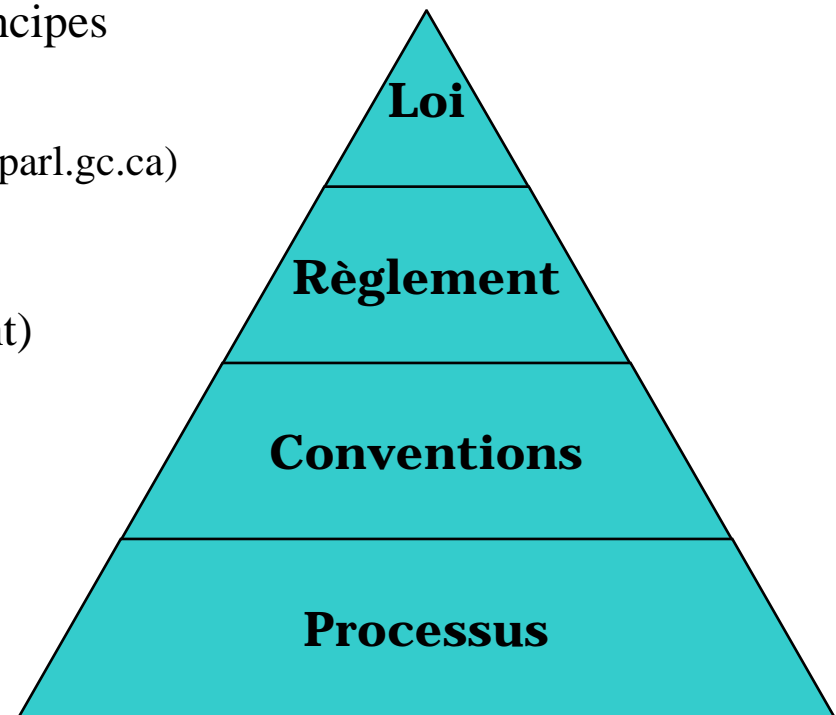 ncipes
Loi
parl.gc.ca)
Règlement
t)
Conventions
Processus